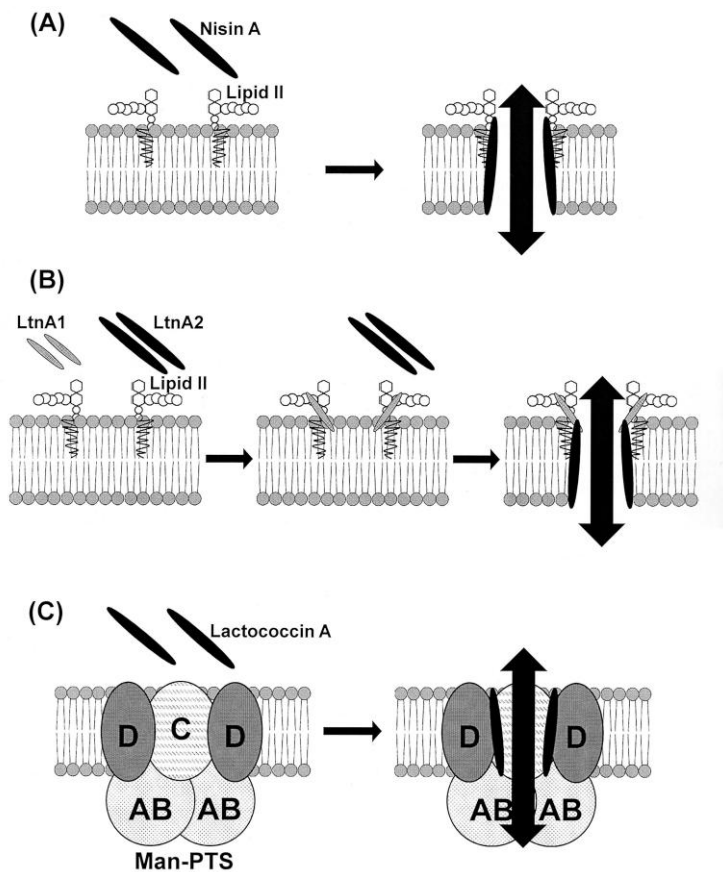 (A)
Nisin A
Lipid II
(B)
LtnA1
LtnA2
Lipid II
(C)
Lactococcin A
D
C
D
D
D
AB
AB
AB
AB
Man-PTS